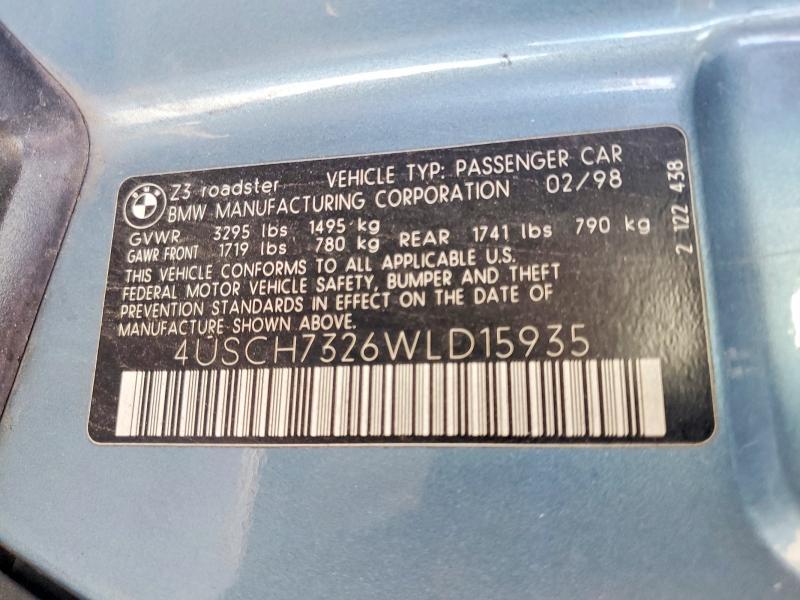 Z3 roadster VEHICLE TYP: PASSENGER CAR
BMW MANUFACTURING CORPORATION 02/98
GVWR 3295 lbs 1495 kg
GAWR FRONT 1719 lbs 780 kg REAR 1741 lbs 790 kg
THIS VEHICLE CONFORMS TO ALL APPLICABLE U.S.
FEDERAL MOTOR VEHICLE SAFETY, BUMPER AND THEFT
PREVENTION STANDARDS IN EFFECT ON THE DATE OF
MANUFACTURE SHOWN ABOVE.
4USCH7326WLD15935
2 122 438